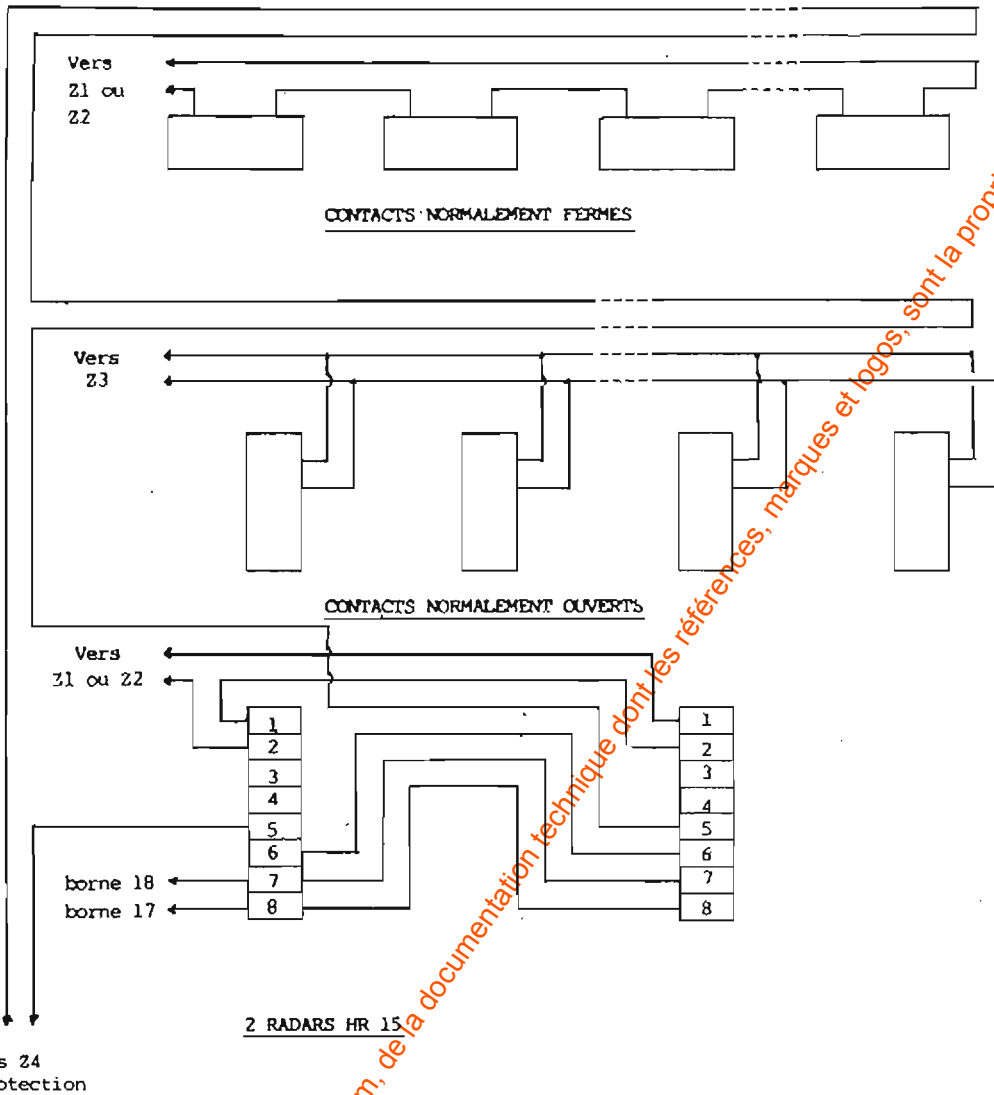 Vers
Z1 ou
Z2
CONTACTS NORMALEMENT FERMES
Vers
Z3
CONTACTS NORMALEMENT OUVERTS
Vers
Z1 ou Z2
1
2
3
4
5
6
7
8
1
2
3
4
5
6
7
8
borne 18
borne 17
2 RADARS HR 15
s Z4
otection
m, de la documentation technique dont les références, marques et logos, sont la propri